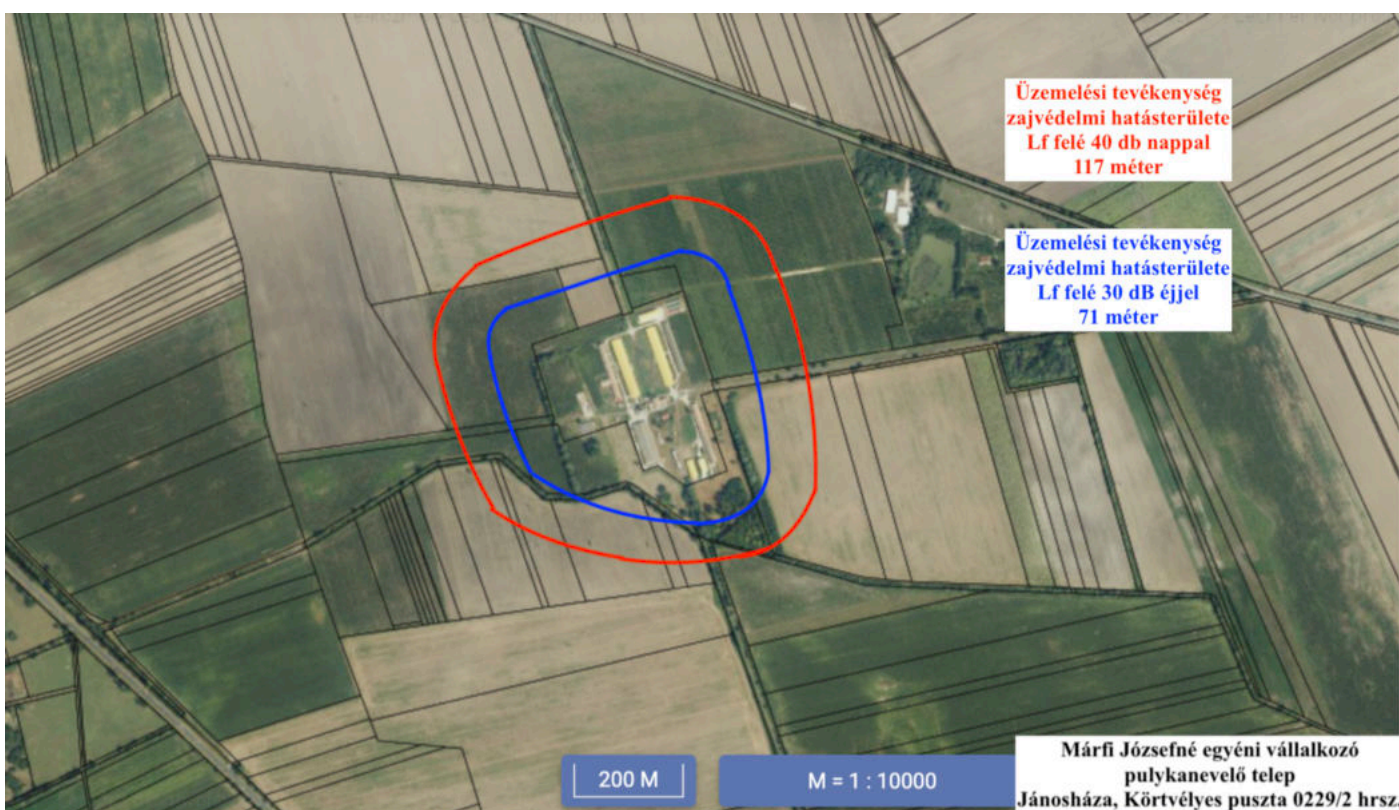 Üzemelési tevékenység
zajvédelmi hatásterülete
Lf felé 40 db nappal
117 méter
Üzemelési tevékenység
zajvédelmi hatásterülete
Lf felé 30 dB éjjel
71 méter
200 M
M = 1 : 10000
Márfi Józsefné egyéni vállalkozó
pulykanevelő telep
Jánosháza, Körtvélyes puszta 0229/2 hrsz